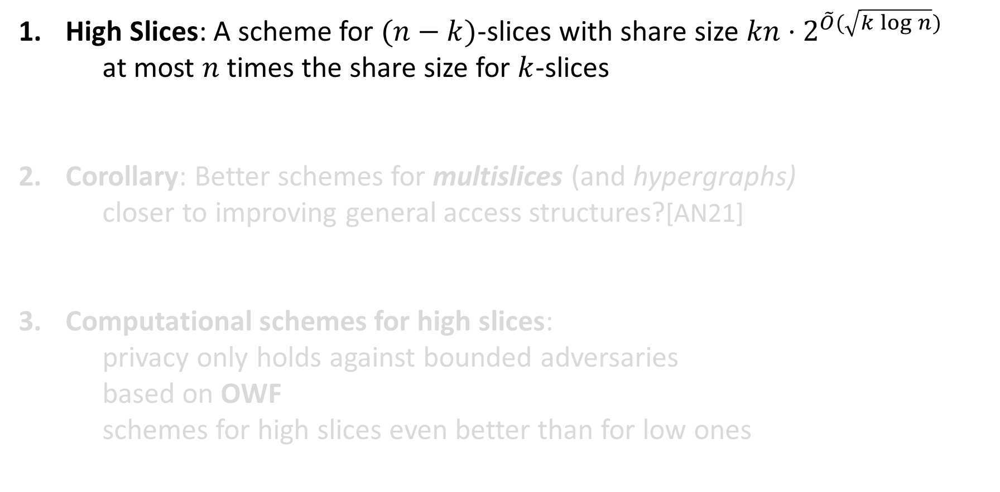 1. High Slices: A scheme for (n − k)-slices with share size kn · 2^Õ(√(k log n))
at most n times the share size for k-slices
2. Corollary: Better schemes for multislices (and hypergraphs)
closer to improving general access structures?[AN21]
3. Computational schemes for high slices:
privacy only holds against bounded adversaries
based on OWF
schemes for high slices even better than for low ones